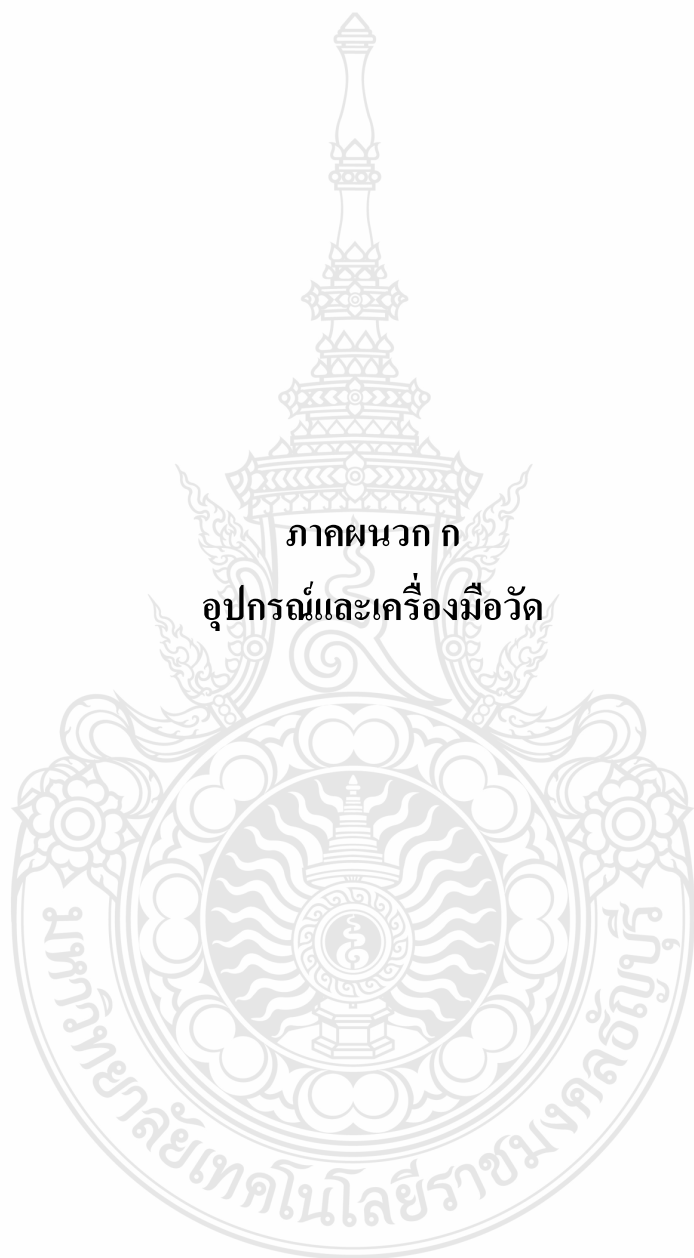 ภาคผนวก ก
อุปกรณ์และเครื่องมือวัด
มหาวิทยาลัยเทคโนโลยีราชมงคลธัญบุรี